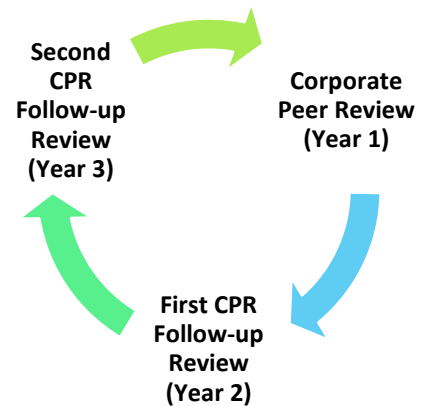 Second
CPR
Follow-up
Review
(Year 3)
Corporate
Peer Review
(Year 1)
First CPR
Follow-up
Review
(Year 2)